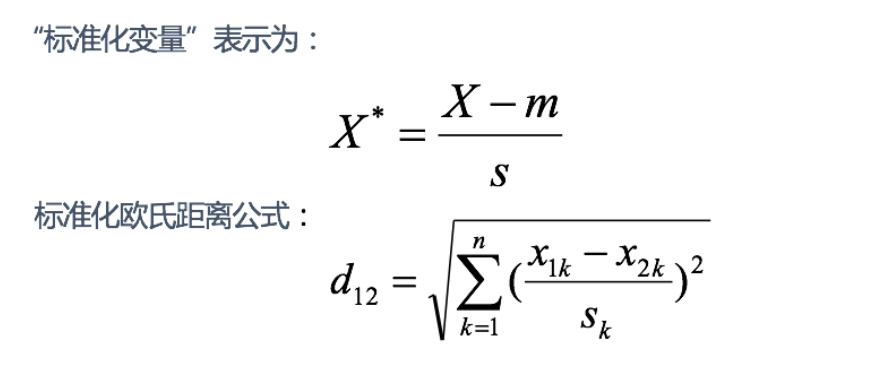 “标准化变量”表示为：
X* = (X − m) / s
标准化欧氏距离公式：
d₁₂ = √(∑ₖ₌₁ⁿ ((x₁ₖ − x₂ₖ) / sₖ)²)